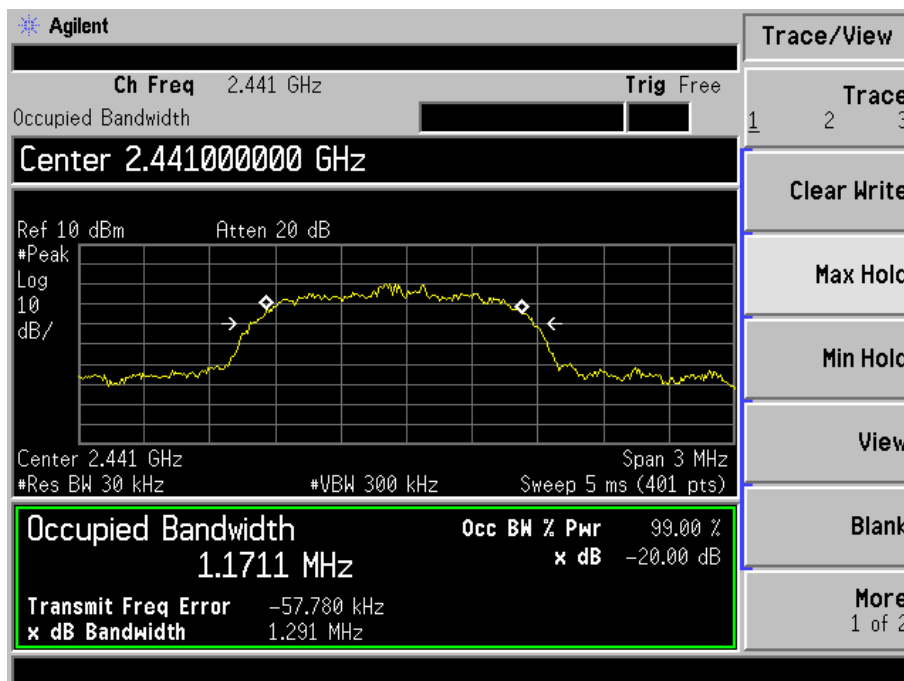 Agilent
Trace/View
Ch Freq 2.441 GHz Trig Free
Occupied Bandwidth
Trace
1 2 3
Center 2.441000000 GHz
Clear Write
Ref 10 dBm Atten 20 dB
#Peak
Log
10
dB/
Max Hold
Min Hold
View
Center 2.441 GHz Span 3 MHz
#Res BW 30 kHz #VBW 300 kHz Sweep 5 ms (401 pts)
Blank
Occupied Bandwidth Occ BW % Pwr 99.00 %
1.1711 MHz x dB -20.00 dB
Transmit Freq Error -57.780 kHz
x dB Bandwidth 1.291 MHz
More
1 of 2